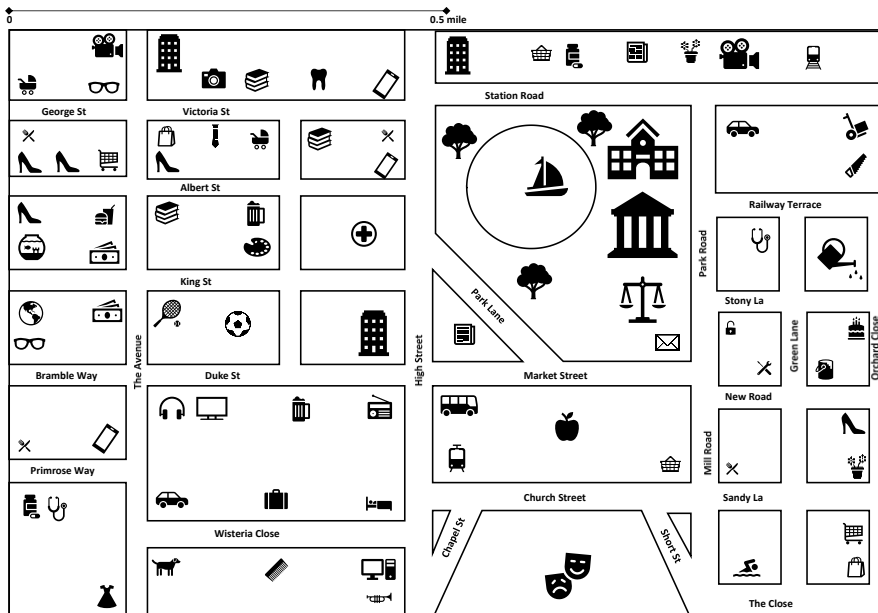 0
0.5 mile
Station Road
George St
Victoria St
Albert St
Railway Terrace
Park Road
King St
Park Lane
Stony La
The Avenue
High Street
Green Lane
Orchard Close
Bramble Way
Duke St
Market Street
New Road
Mill Road
Primrose Way
Church Street
Sandy La
Wisteria Close
Chapel St
Short St
The Close